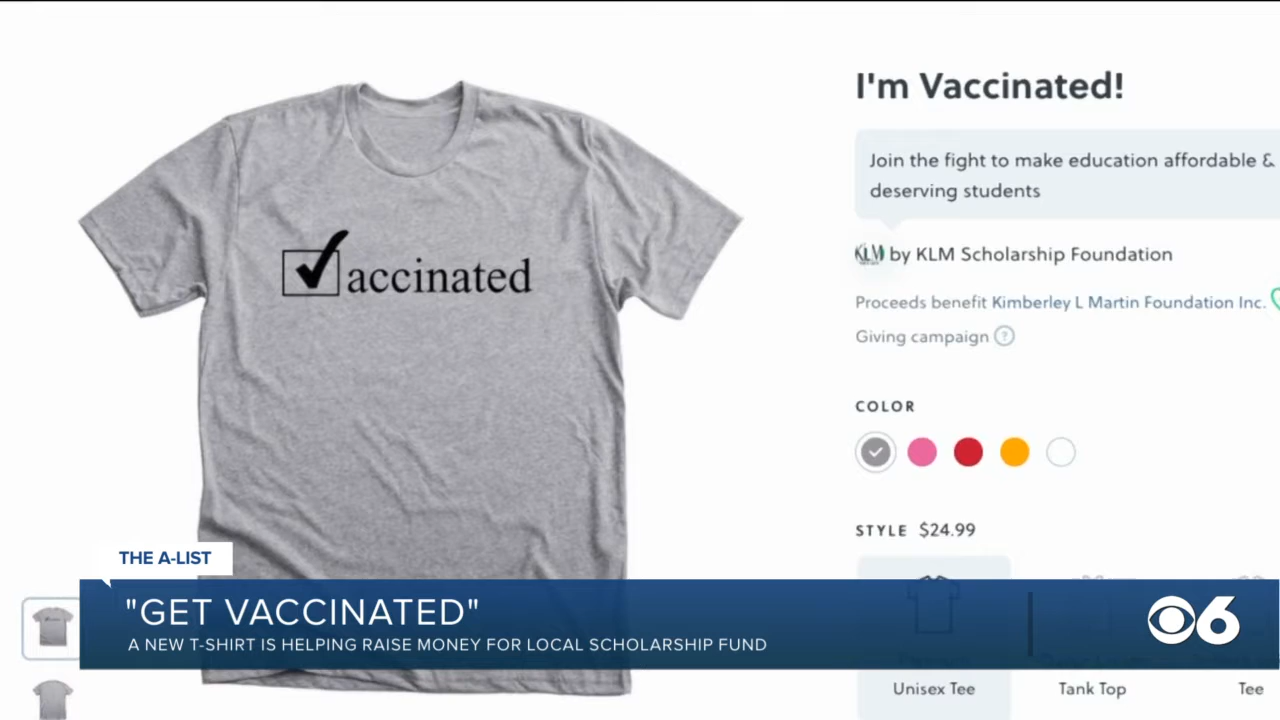 I'm Vaccinated!
Join the fight to make education affordable &
deserving students
KLM by KLM Scholarship Foundation
Proceeds benefit Kimberley L Martin Foundation Inc.
Giving campaign ?
COLOR
STYLE $24.99
Unisex Tee
Tank Top
Tee
accinated
THE A-LIST
"GET VACCINATED"
A NEW T-SHIRT IS HELPING RAISE MONEY FOR LOCAL SCHOLARSHIP FUND
6